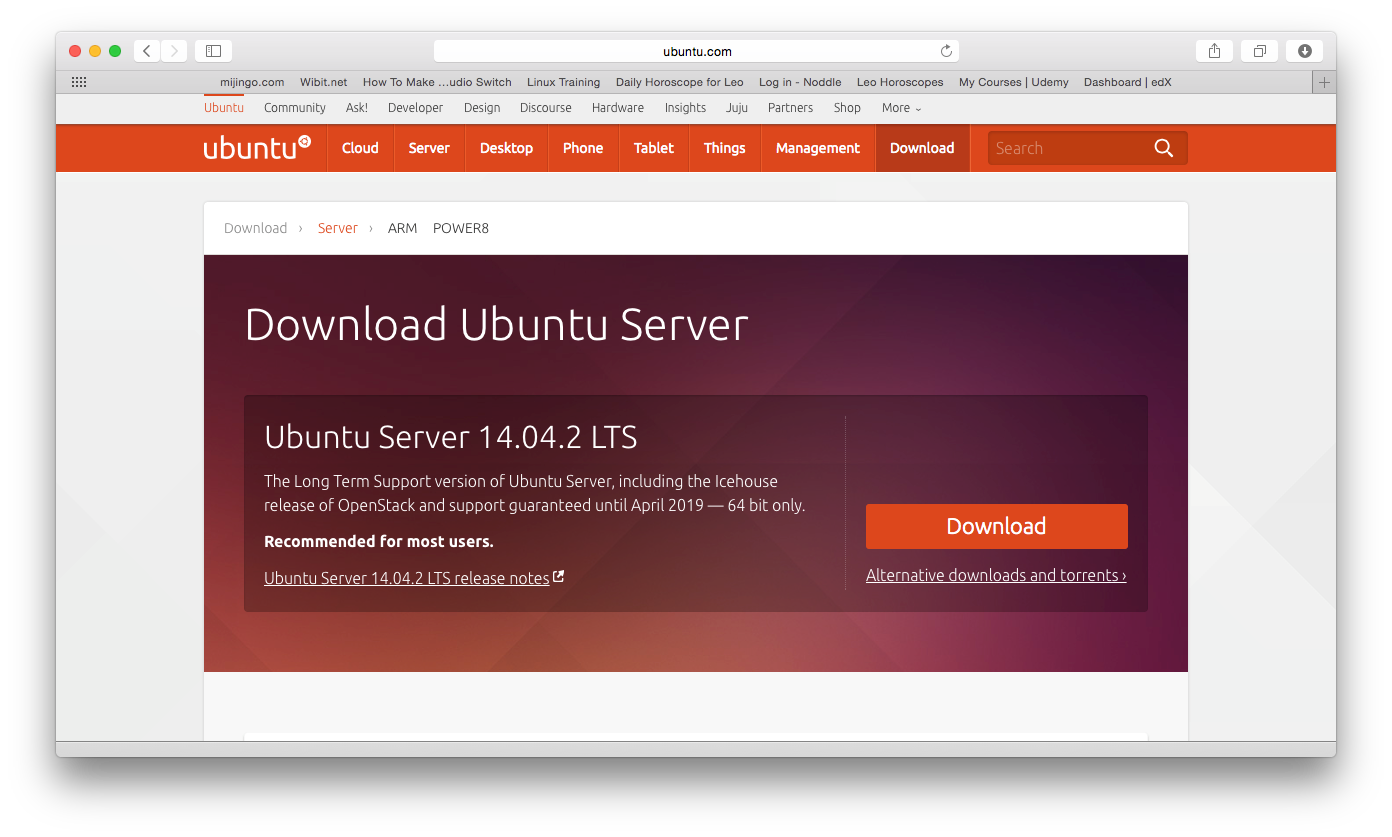 ubuntu.com
mijingo.com Wibit.net How To Make ...udio Switch Linux Training Daily Horoscope for Leo Log in - Noddle Leo Horoscopes My Courses | Udemy Dashboard | edX
Ubuntu Community Ask! Developer Design Discourse Hardware Insights Juju Partners Shop More
ubuntu Cloud Server Desktop Phone Tablet Things Management Download Search
Download › Server › ARM POWER8
Download Ubuntu Server
Ubuntu Server 14.04.2 LTS
The Long Term Support version of Ubuntu Server, including the Icehouse
release of OpenStack and support guaranteed until April 2019 — 64 bit only.
Recommended for most users.
Ubuntu Server 14.04.2 LTS release notes
Download
Alternative downloads and torrents ›